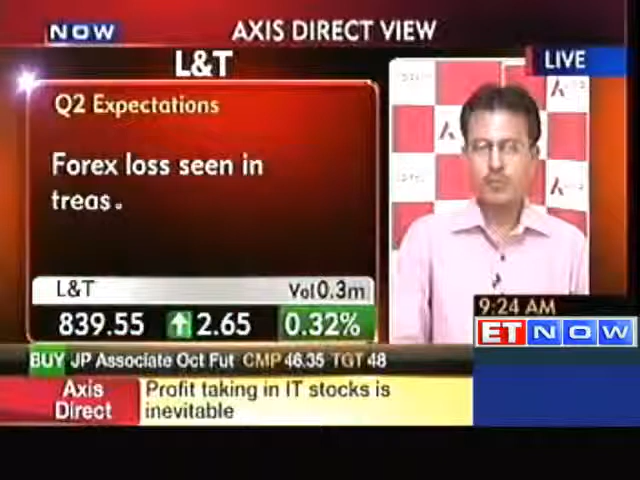 NOW
AXIS DIRECT VIEW
L&T
LIVE
Q2 Expectations
Forex loss seen in
treas.
L&T Vol 0.3m
839.55 2.65 0.32%
9:24 AM
ET NOW
BUY JP Associate Oct Fut CMP 46.35 TGT 48
Axis
Direct
Profit taking in IT stocks is
inevitable